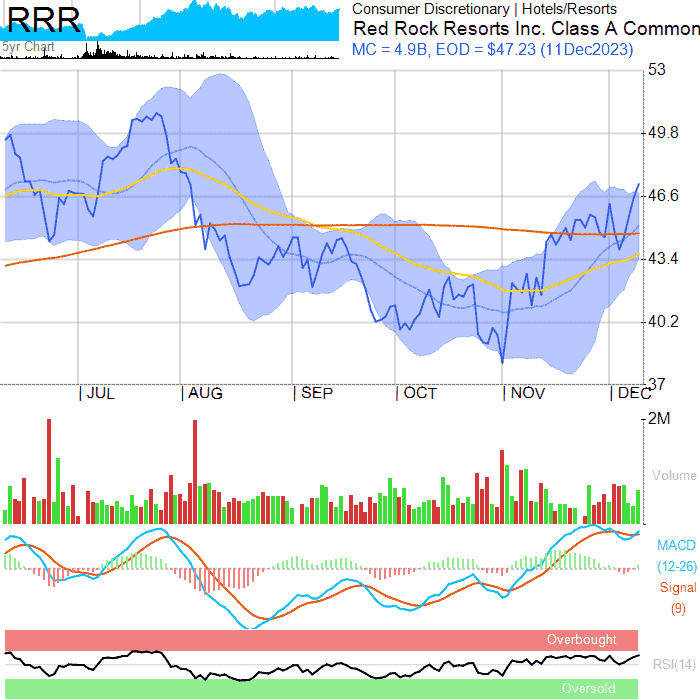 RRR
5yr Chart
Consumer Discretionary | Hotels/Resorts
Red Rock Resorts Inc. Class A Common
MC = 4.9B, EOD = $47.23 (11Dec2023)
53
49.8
46.6
43.4
40.2
37
JUL AUG SEP OCT NOV DEC
2M
Volume
MACD
(12-26)
Signal
(9)
Overbought
RSI(14)
Oversold